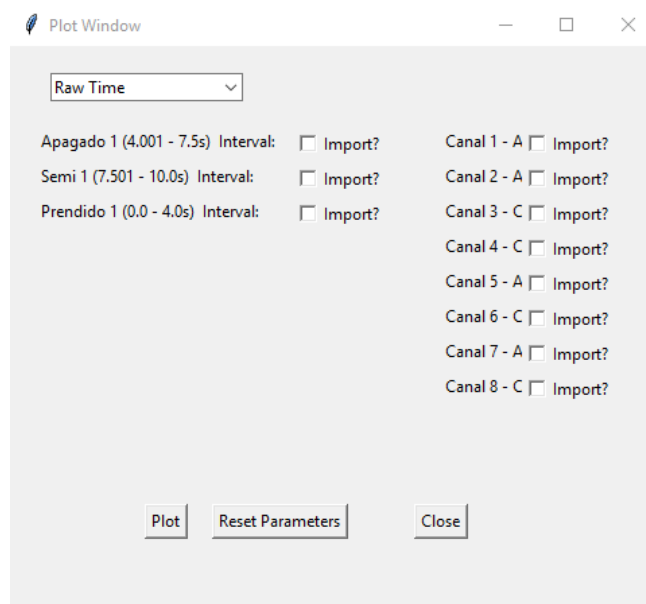 Plot Window
Raw Time
Apagado 1 (4.001 - 7.5s) Interval: Import? Canal 1 - A Import?
Semi 1 (7.501 - 10.0s) Interval: Import? Canal 2 - A Import?
Prendido 1 (0.0 - 4.0s) Interval: Import? Canal 3 - C Import?
Canal 4 - C Import?
Canal 5 - A Import?
Canal 6 - C Import?
Canal 7 - A Import?
Canal 8 - C Import?
Plot Reset Parameters Close